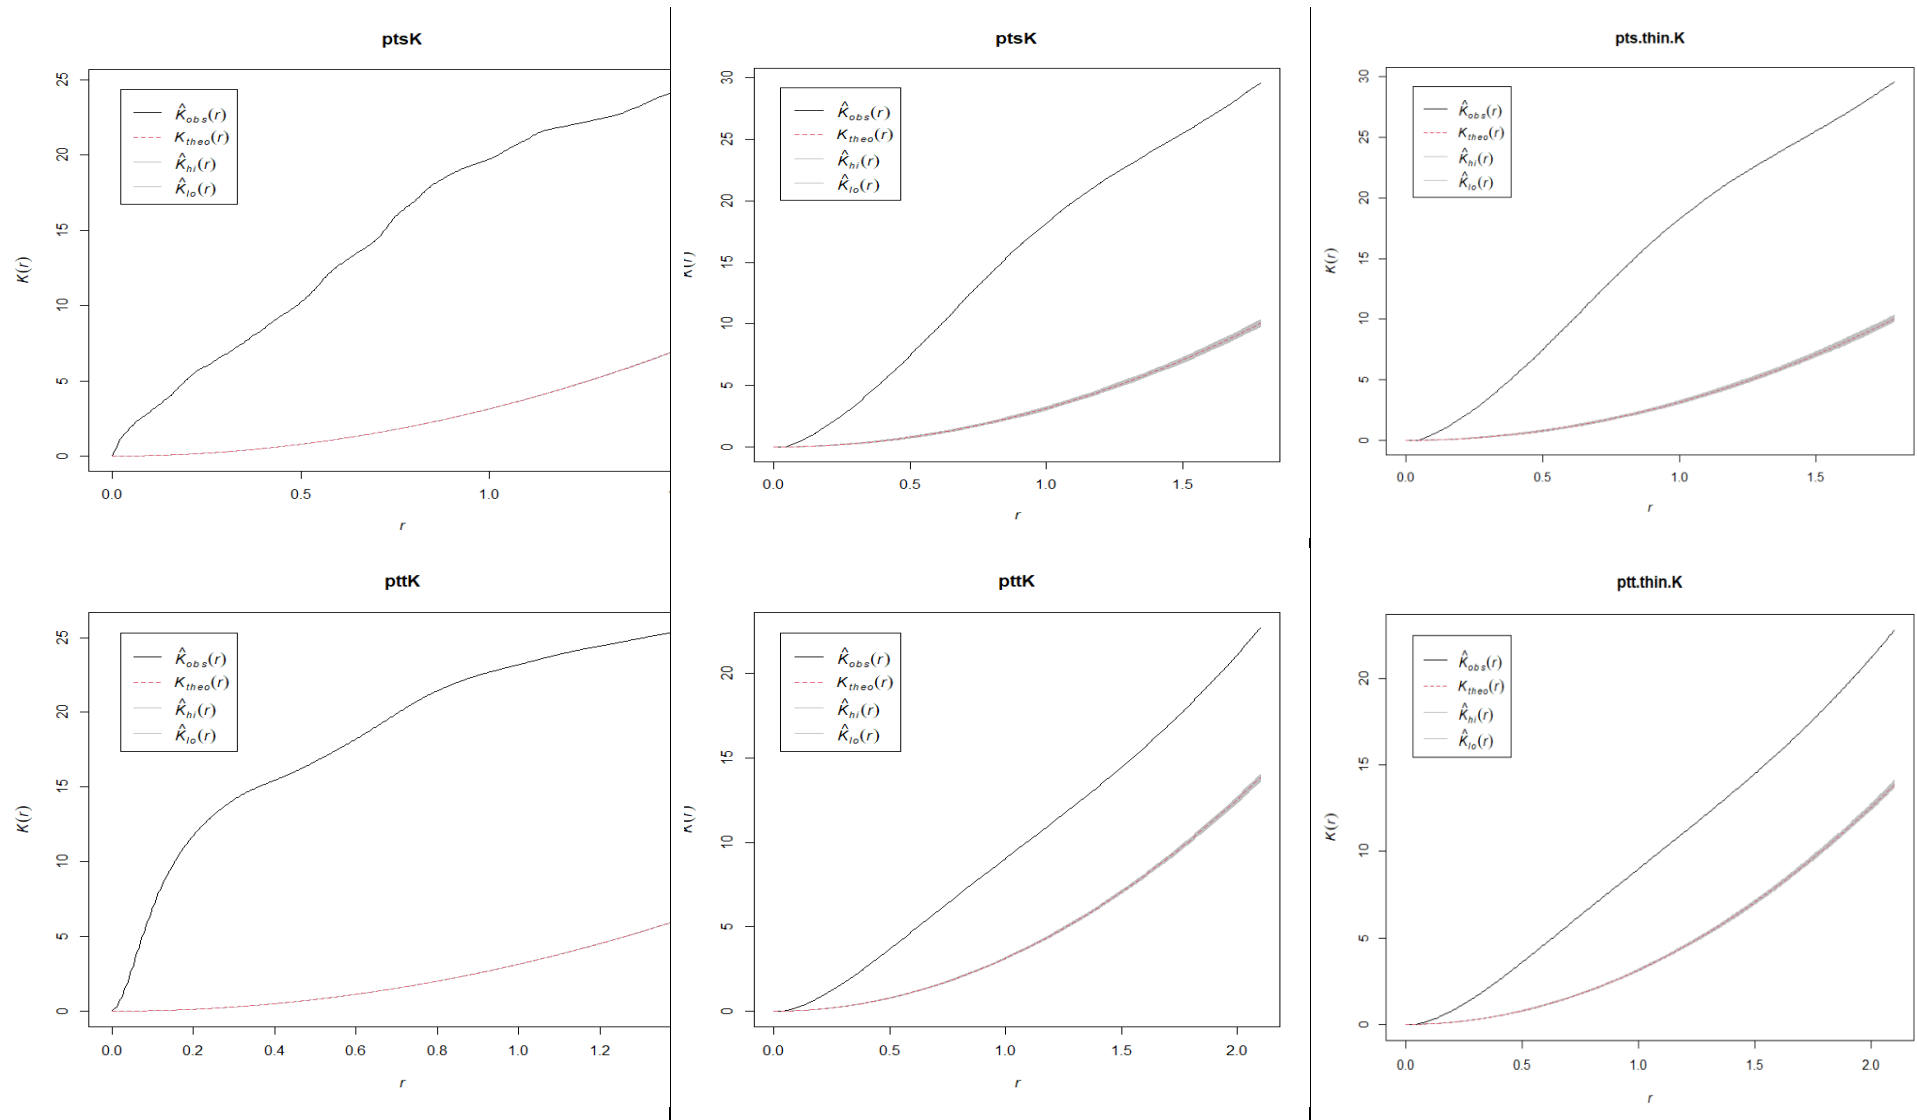 ptsK
25
20
15
10
5
0
K(r)
K̂obs(r)
Ktheo(r)
K̂hi(r)
K̂lo(r)
0.0 0.5 1.0
r
ptsK
30
25
20
15
10
5
0
K(r)
K̂obs(r)
Ktheo(r)
K̂hi(r)
K̂lo(r)
0.0 0.5 1.0 1.5
r
pts.thin.K
30
25
20
15
10
5
0
K(r)
K̂obs(r)
Ktheo(r)
K̂hi(r)
K̂lo(r)
0.0 0.5 1.0 1.5
r
pttK
25
20
15
10
5
0
K(r)
K̂obs(r)
Ktheo(r)
K̂hi(r)
K̂lo(r)
0.0 0.2 0.4 0.6 0.8 1.0 1.2
r
pttK
20
15
10
5
0
K(r)
K̂obs(r)
Ktheo(r)
K̂hi(r)
K̂lo(r)
0.0 0.5 1.0 1.5 2.0
r
ptt.thin.K
20
15
10
5
0
K(r)
K̂obs(r)
Ktheo(r)
K̂hi(r)
K̂lo(r)
0.0 0.5 1.0 1.5 2.0
r